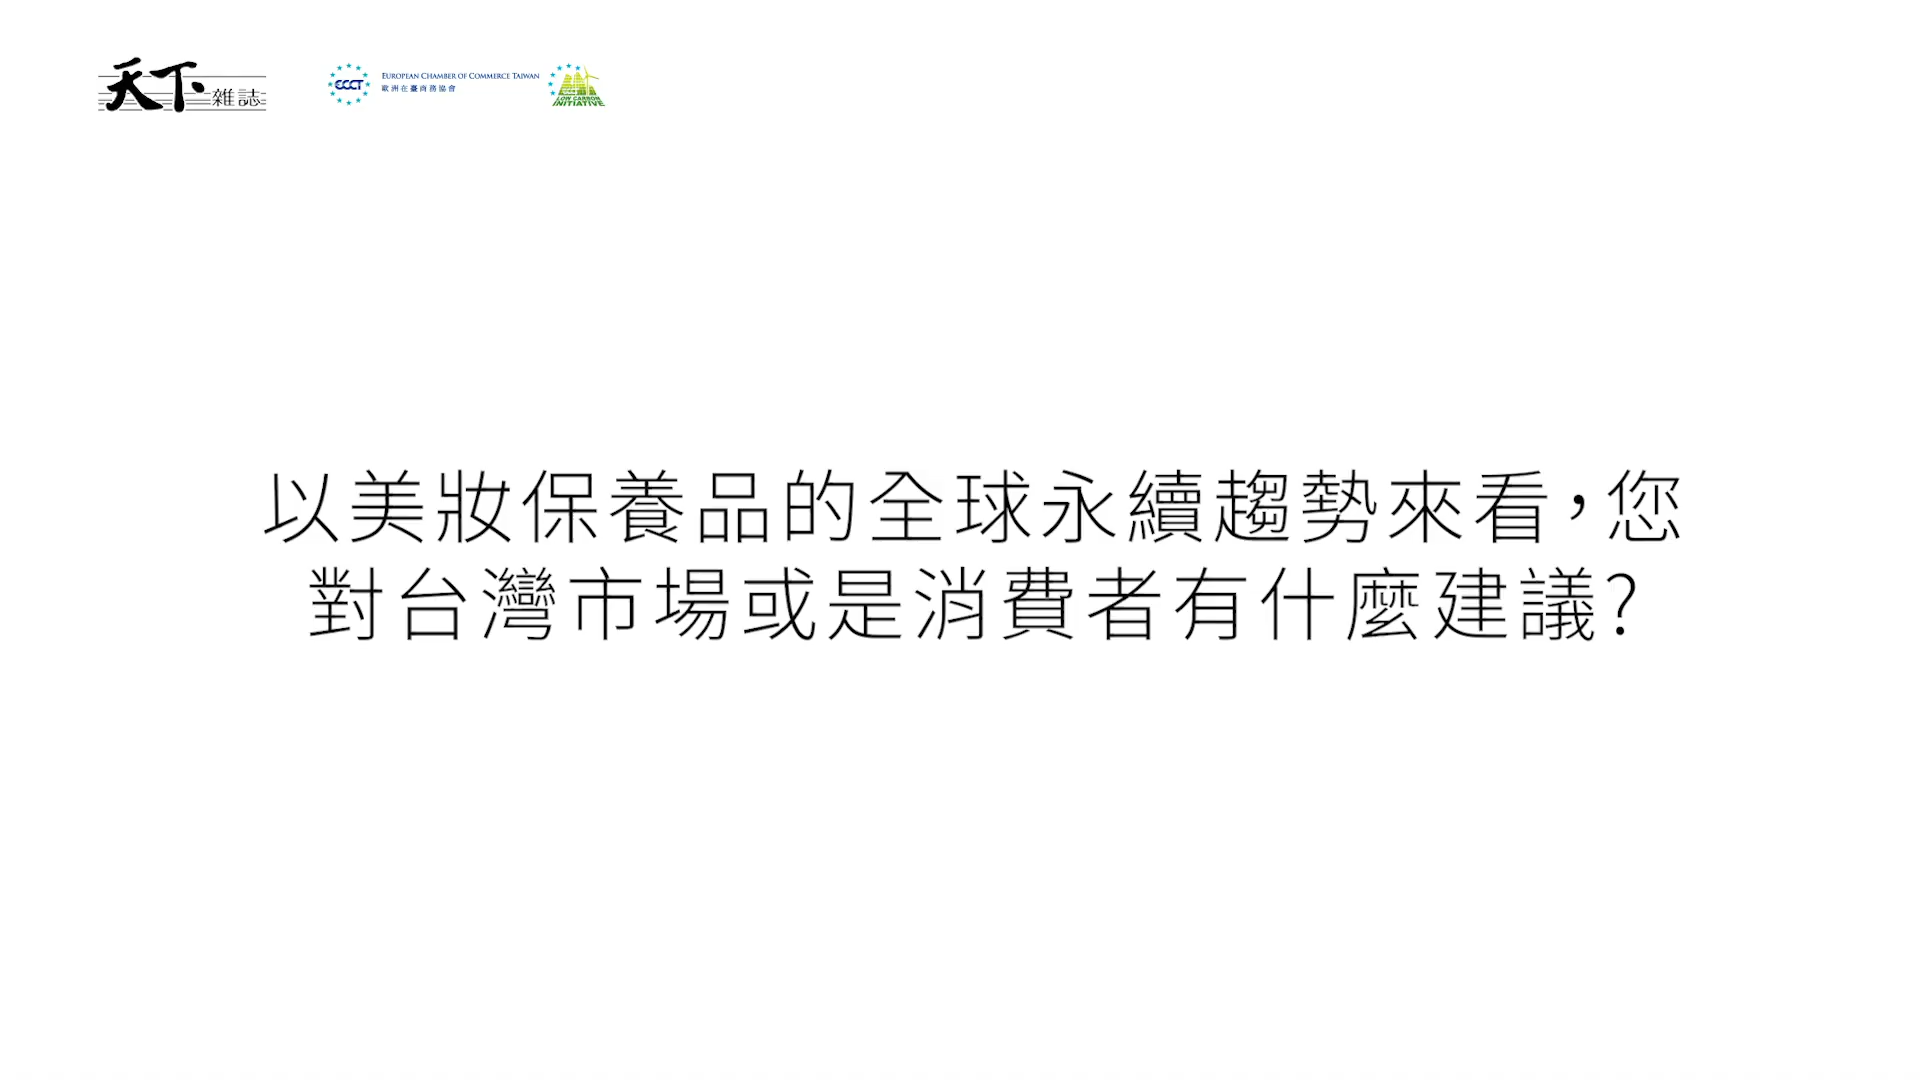 天下雜誌
ECCT
EUROPEAN CHAMBER OF COMMERCE TAIWAN
歐洲在臺商務協會
LOW CARBON
INITIATIVE
以美妝保養品的全球永續趨勢來看，您
對台灣市場或是消費者有什麼建議？